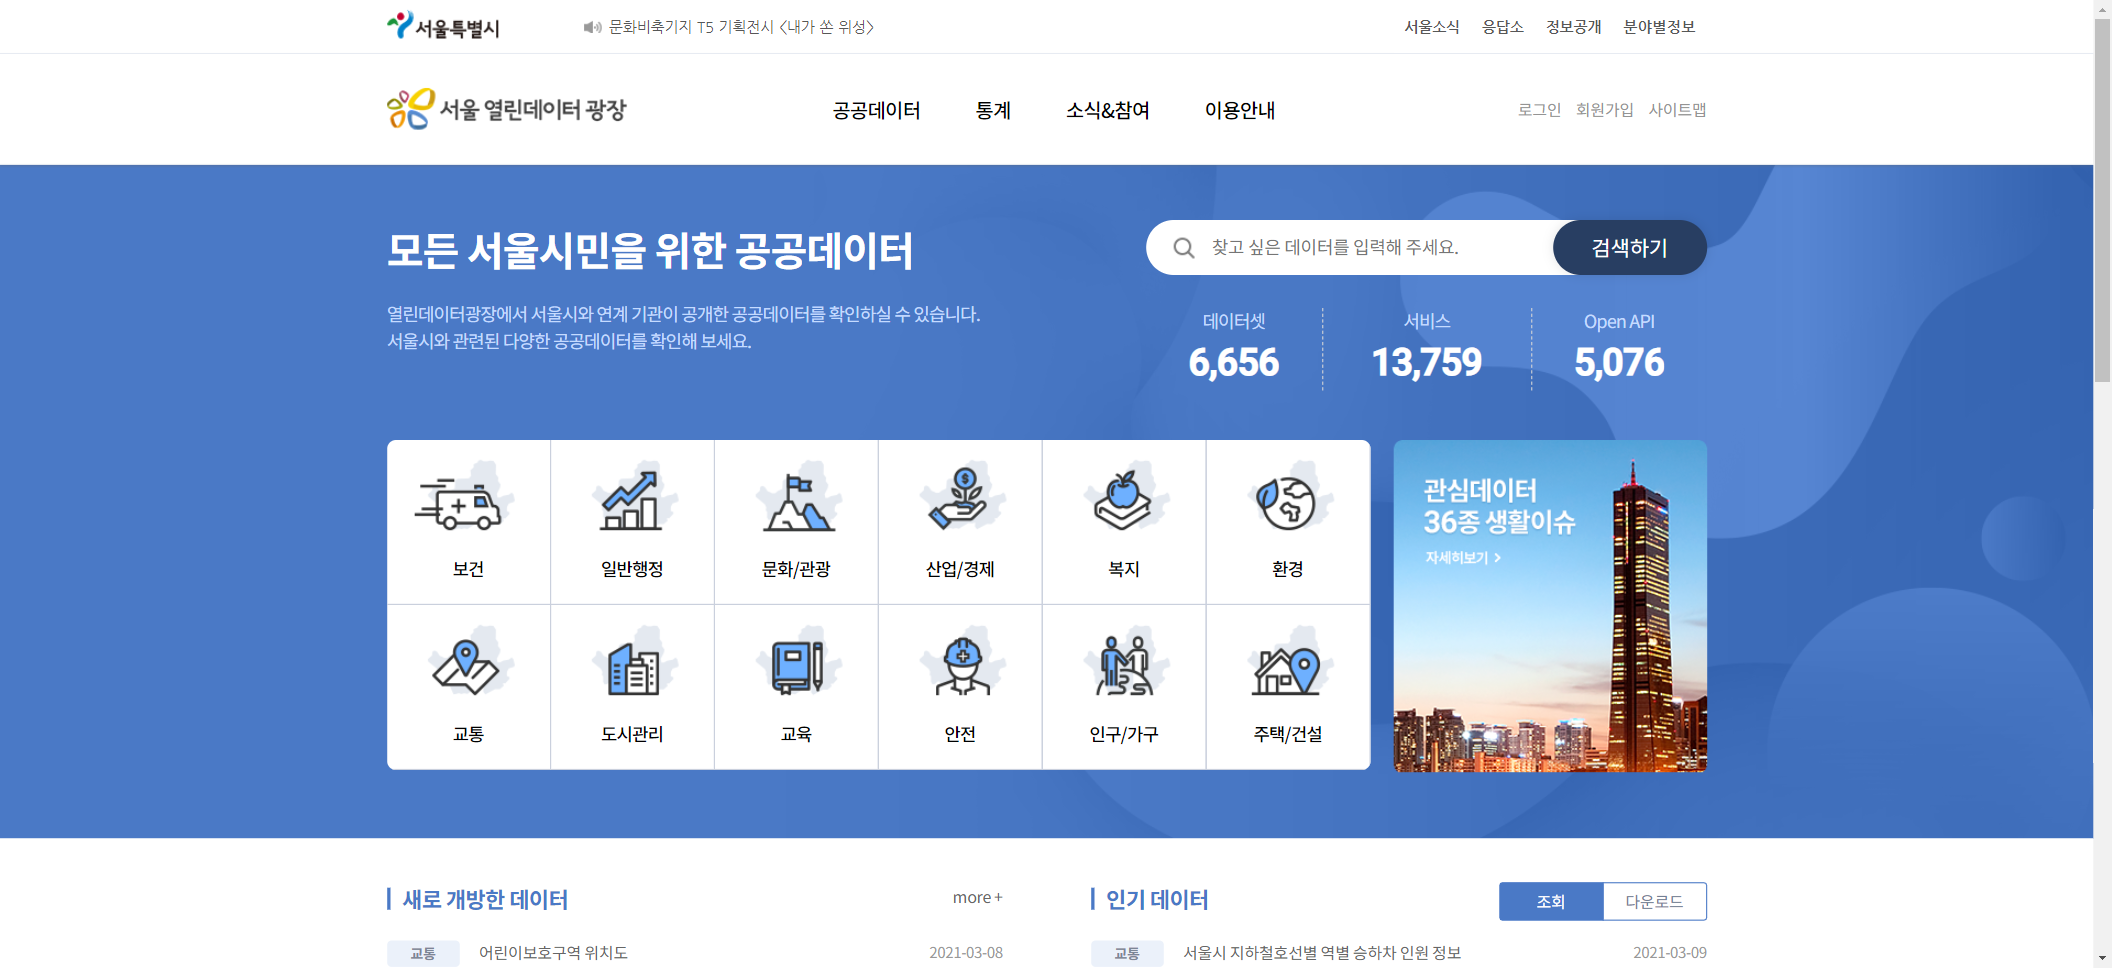 서울특별시
문화비축기지 T5 기획전시 <내가 쏜 위성>
서울소식 응답소 정보공개 분야별정보
서울 열린데이터 광장
공공데이터 통계 소식&참여 이용안내
로그인 회원가입 사이트맵
모든 서울시민을 위한 공공데이터
열린데이터광장에서 서울시와 연계 기관이 공개한 공공데이터를 확인하실 수 있습니다.
서울시와 관련된 다양한 공공데이터를 확인해 보세요.
찾고 싶은 데이터를 입력해 주세요.
검색하기
데이터셋 서비스 Open API
6,656 13,759 5,076
보건 일반행정 문화/관광 산업/경제 복지 환경
교통 도시관리 교육 안전 인구/가구 주택/건설
관심데이터
36종 생활이슈
자세히보기 >
새로 개방한 데이터 more +
교통 어린이보호구역 위치도 2021-03-08
인기 데이터 조회 다운로드
교통 서울시 지하철호선별 역별 승하차 인원 정보 2021-03-09